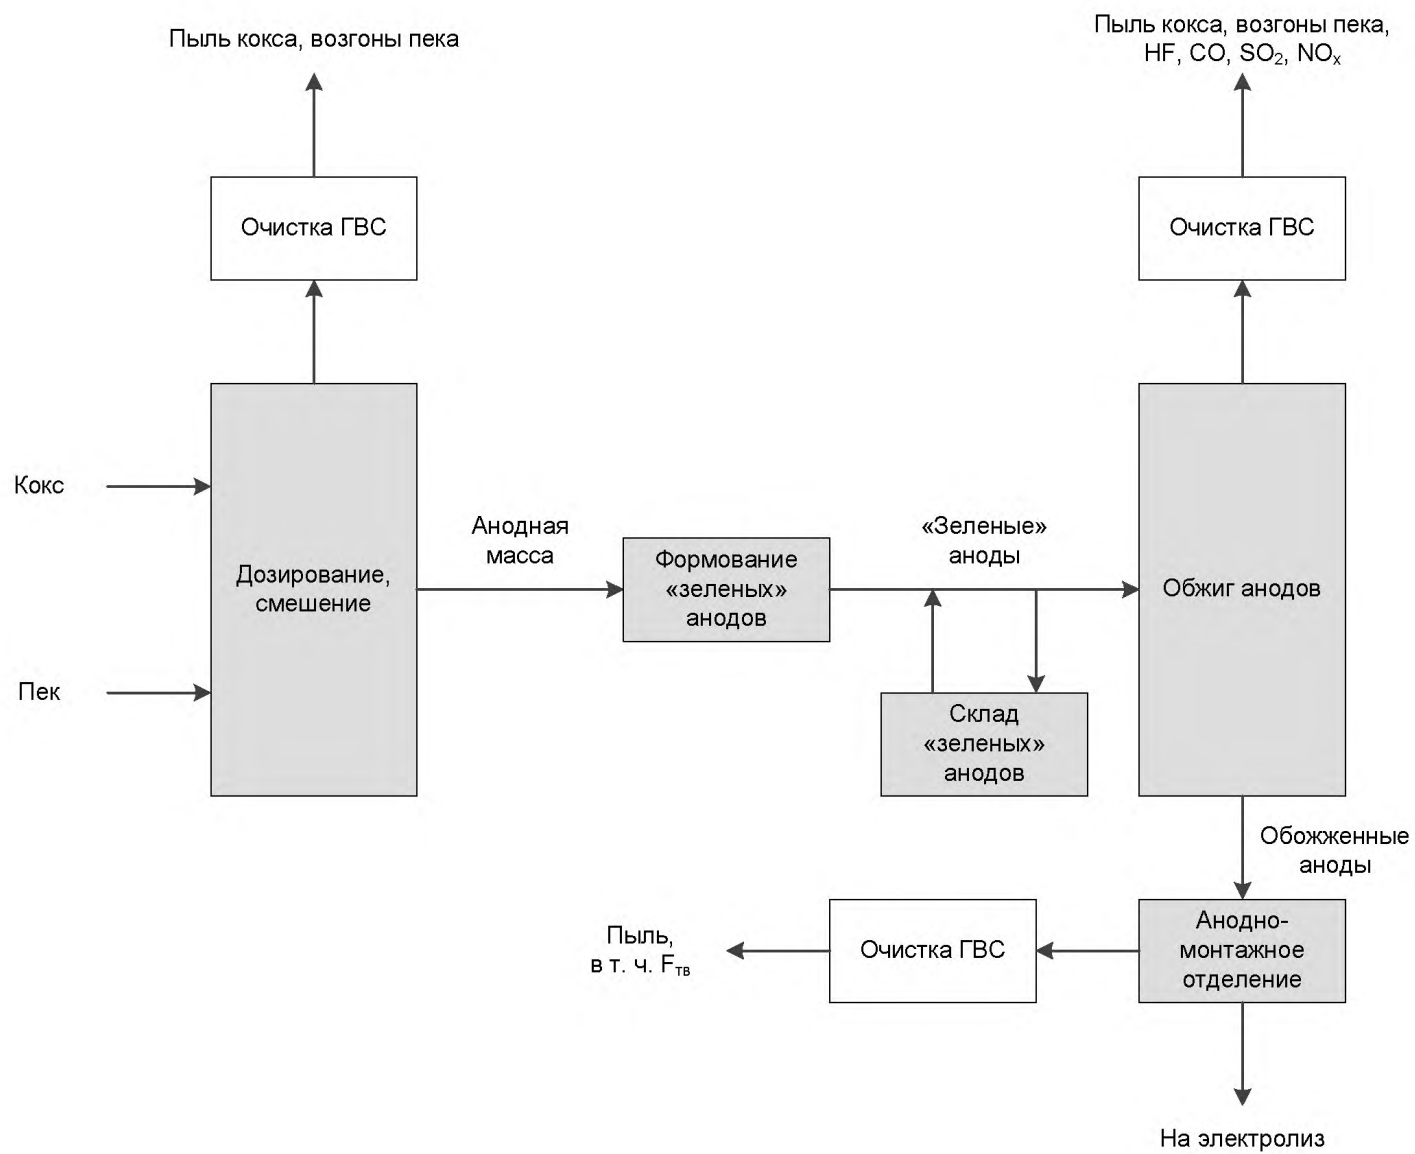 Пыль кокса, возгоны пека
Пыль кокса, возгоны пека,
HF, CO, SO₂, NOₓ
Очистка ГВС
Очистка ГВС
Кокс
Пек
Дозирование,
смешение
Анодная
масса
Формование
«зеленых»
анодов
«Зеленые»
аноды
Склад
«зеленых»
анодов
Обжиг анодов
Обожженные
аноды
Анодно-
монтажное
отделение
Очистка ГВС
Пыль,
в т. ч. Fтв
На электролиз